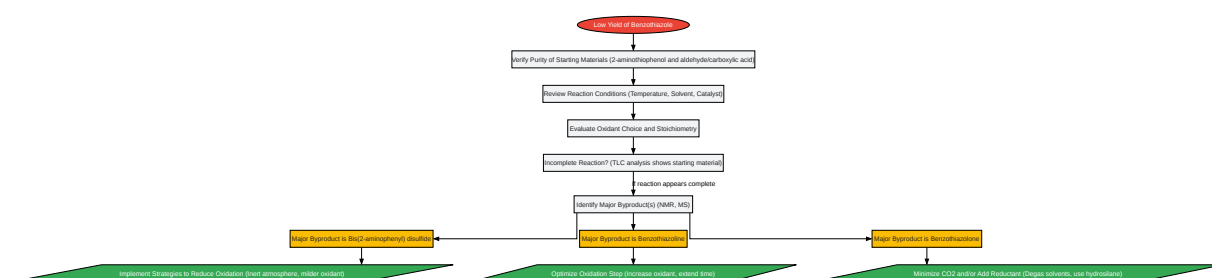 Low Yield of Benzothiazole
Verify Purity of Starting Materials (2-aminothiophenol and aldehyde/carboxylic acid)
Review Reaction Conditions (Temperature, Solvent, Catalyst)
Evaluate Oxidant Choice and Stoichiometry
Incomplete Reaction? (TLC analysis shows starting material)
If reaction appears complete
Identify Major Byproduct(s) (NMR, MS)
Major Byproduct is Bis(2-aminophenyl) disulfide
Major Byproduct is Benzothiazoline
Major Byproduct is Benzothiazolone
Implement Strategies to Reduce Oxidation (Inert atmosphere, milder oxidant)
Optimize Oxidation Step (Increase oxidant, extend time)
Minimize CO2 and/or Add Reductant (Degas solvents, use hydrosilane)